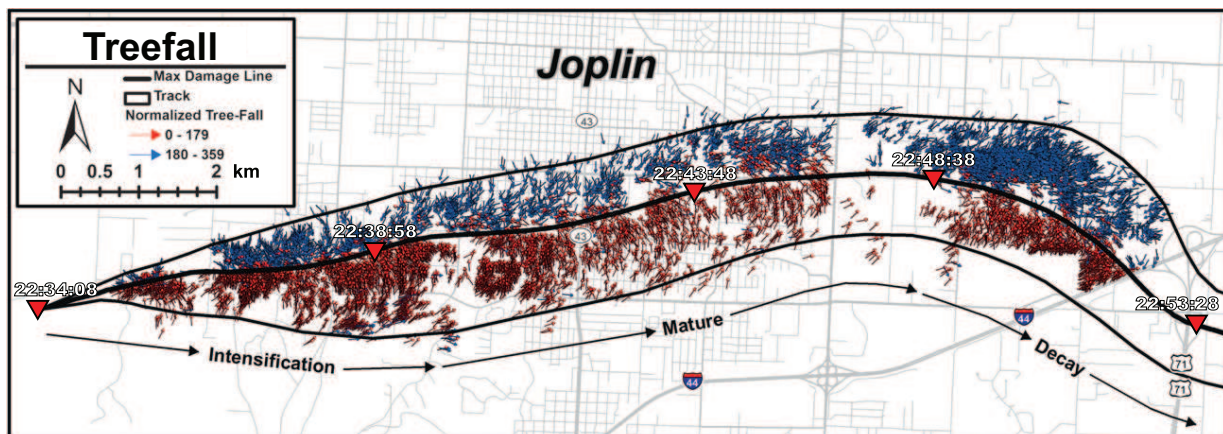 Treefall
N
Max Damage Line
Track
Normalized Tree-Fall
0 - 179
180 - 359
0 0.5 1 2 km
Joplin
43
22:43:48
22:48:38
22:38:58
43
22:34:08
22:53:28
Intensification
Mature
Decay
44
44
71
71